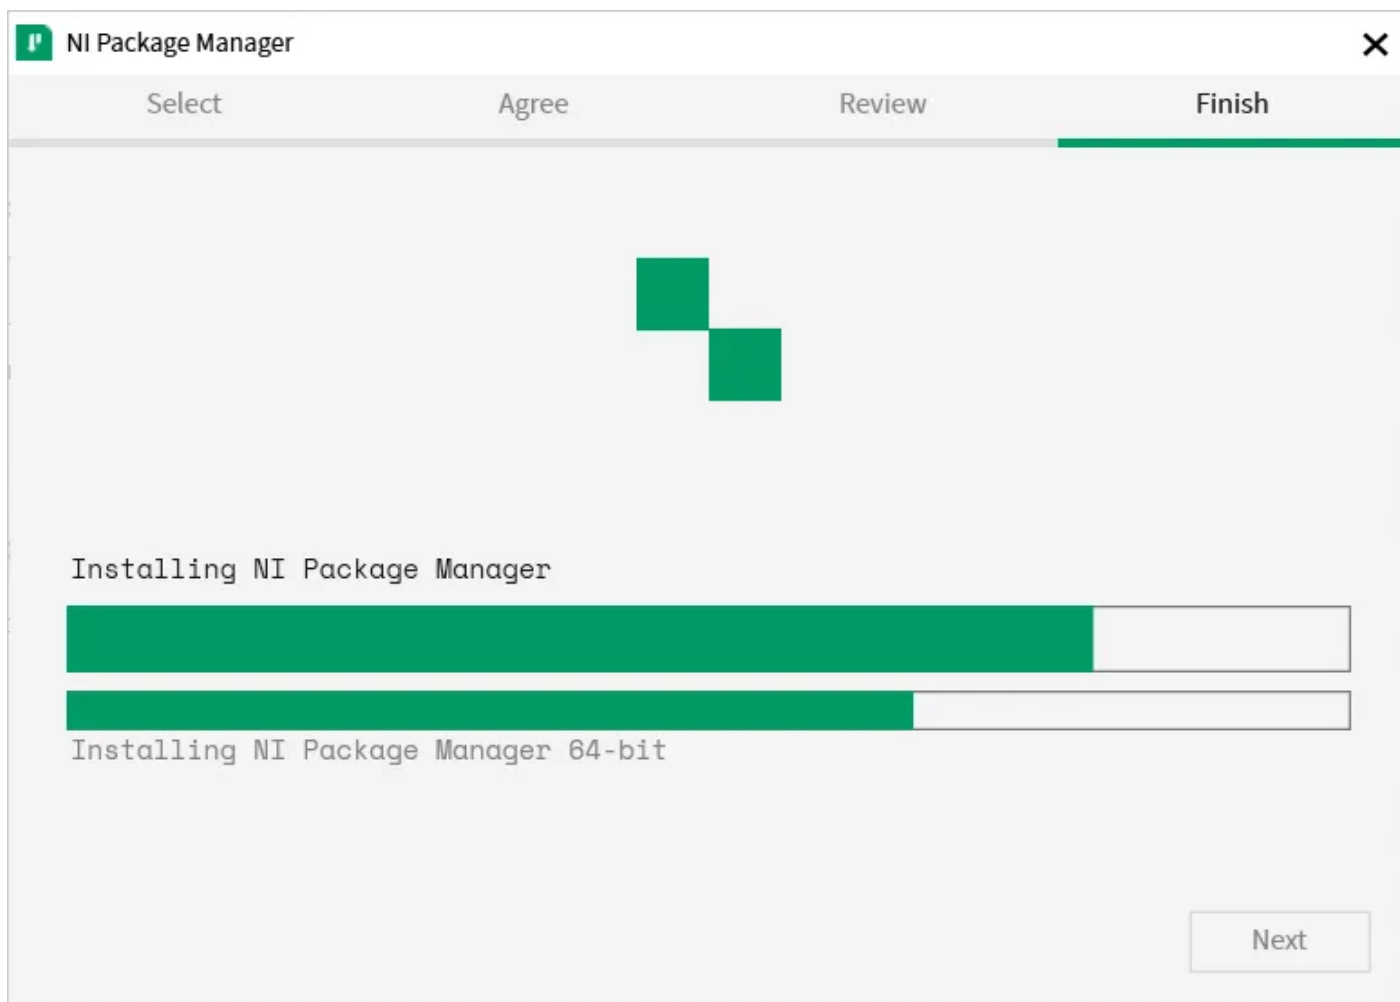 NI Package Manager
Select Agree Review Finish
Installing NI Package Manager
Installing NI Package Manager 64-bit
Next